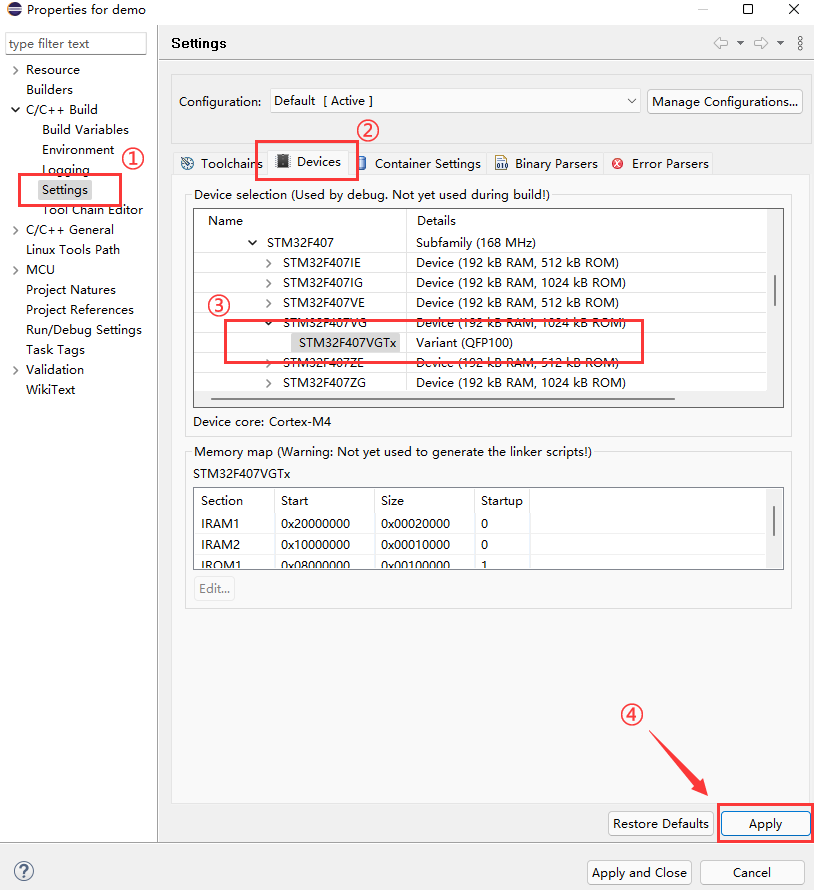 Properties for demo
type filter text
Settings
Resource
Builders
C/C++ Build
Build Variables
Environment
Logging
①
Settings
Tool Chain Editor
C/C++ General
Linux Tools Path
MCU
Project Natures
Project References
Run/Debug Settings
Task Tags
Validation
WikiText
Configuration:
Default [ Active ]
Manage Configurations...
②
Toolchains
Devices
Container Settings
Binary Parsers
Error Parsers
Device selection (Used by debug. Not yet used during build!)
Name Details
STM32F407 Subfamily (168 MHz)
STM32F407IE Device (192 kB RAM, 512 kB ROM)
STM32F407IG Device (192 kB RAM, 1024 kB ROM)
STM32F407VE Device (192 kB RAM, 512 kB ROM)
③
STM32F407VG Device (192 kB RAM, 1024 kB ROM)
STM32F407VGTx Variant (QFP100)
STM32F407ZE Device (192 kB RAM, 512 kB ROM)
STM32F407ZG Device (192 kB RAM, 1024 kB ROM)
Device core: Cortex-M4
Memory map (Warning: Not yet used to generate the linker scripts!)
STM32F407VGTx
Section Start Size Startup
IRAM1 0x20000000 0x00020000 0
IRAM2 0x10000000 0x00010000 0
IROM1 0x08000000 0x00100000 1
Edit...
④
Restore Defaults
Apply
Apply and Close
Cancel